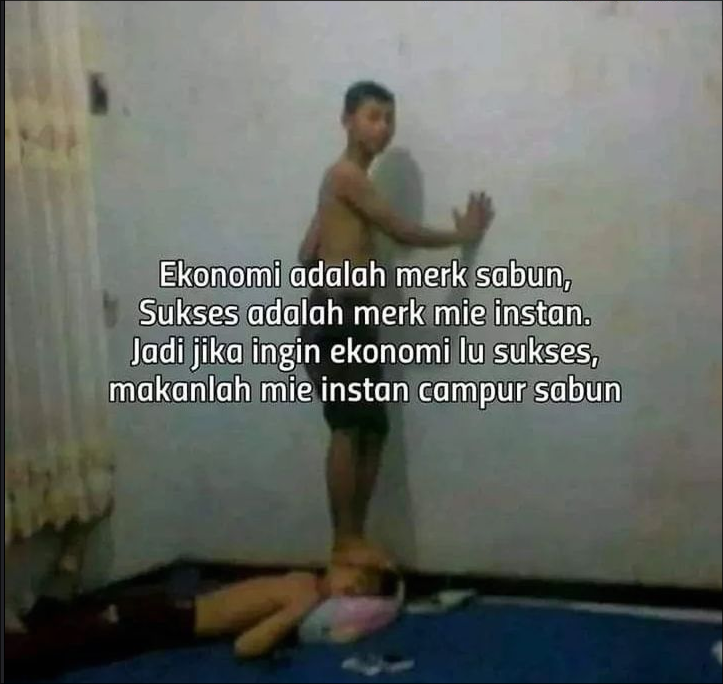 Ekonomi adalah merk sabun,
Sukses adalah merk mie instan.
Jadi jika ingin ekonomi lu sukses,
makanlah mie instan campur sabun